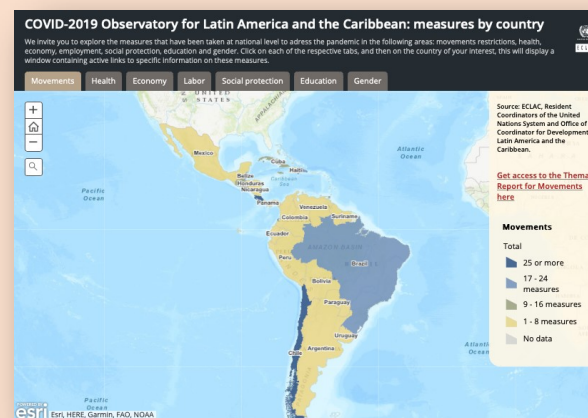 COVID-2019 Observatory for Latin America and the Caribbean: measures by country
We invite you to explore the measures that have been taken at national level to adress the pandemic in the following areas: movements restrictions, health,
economy, employment, social protection, education and gender. Click on each of the respective tabs, and then on the country of your interest, this will display a
window containing active links to specific information on these measures.
Movements Health Economy Labor Social protection Education Gender
UNITED
STATES
Atlantic
Ocean
Mexico
Cuba
Haiti
Belize
Honduras
Caribbean
Sea
Nicaragua
Pacific
Ocean
Panama
Venezuela
Colombia
Suriname
Ecuador
AMAZON BASIN
Peru
Brazil
Bolivia
Paraguay
Uruguay
Chile
Argentina
Atlantic
Ocean
Pacific
Ocean
esri
Esri, HERE, Garmin, FAO, NOAA
Source: ECLAC, Resident
Coordinators of the United
Nations System and Office of
Coordinator for Development
Latin America and the
Caribbean.
Get access to the Thema
Report for Movements
here
Movements
Total
25 or more
17 - 24
measures
9 - 16 measures
1 - 8 measures
No data